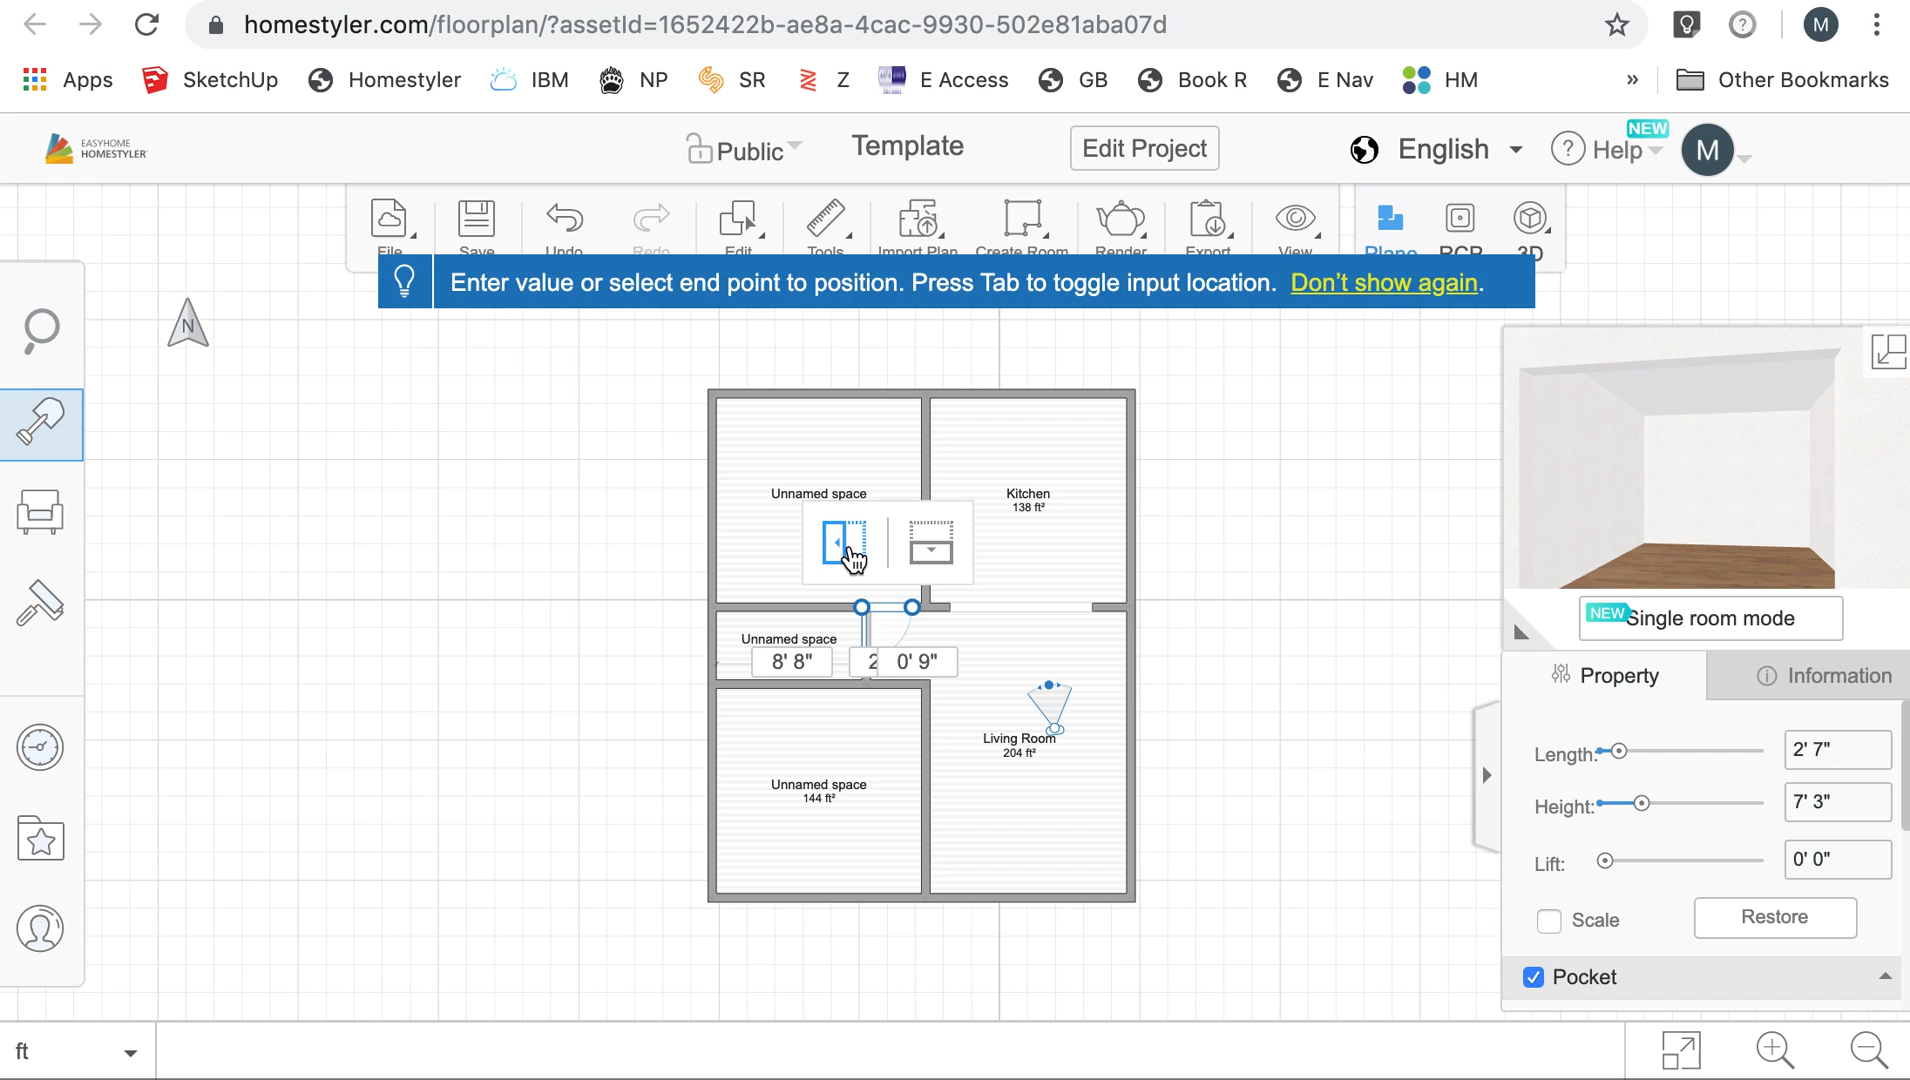 homestyler.com/floorplan/?assetId=1652422b-ae8a-4cac-9930-502e81aba07d
M
Apps SketchUp Homestyler IBM NP SR Z E Access GB Book R E Nav HM » Other Bookmarks
EASYHOME
HOMESTYLER
Public Template Edit Project English ? Help NEW M
File Save Undo Redo Edit Tools Import Plan Create Room Render Export View Plane RCP 3D
Enter value or select end point to position. Press Tab to toggle input location. Don't show again.
N
Unnamed space
Kitchen
138 ft²
Unnamed space
8' 8" 2 0' 9"
Living Room
204 ft²
Unnamed space
144 ft²
NEW Single room mode
Property Information
Length: 2' 7"
Height: 7' 3"
Lift: 0' 0"
Scale Restore
Pocket
ft